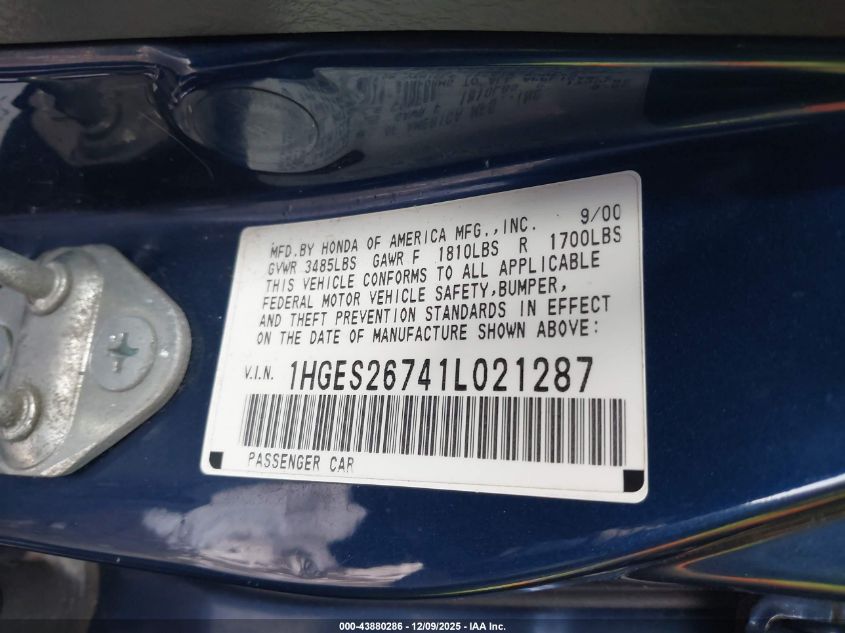 MFD.BY HONDA OF AMERICA MFG.,INC. 9/00
GVWR 3485LBS GAWR F 1810LBS R 1700LBS
THIS VEHICLE CONFORMS TO ALL APPLICABLE
FEDERAL MOTOR VEHICLE SAFETY,BUMPER,
AND THEFT PREVENTION STANDARDS IN EFFECT
ON THE DATE OF MANUFACTURE SHOWN ABOVE:
V.I.N. 1HGES26741L021287
PASSENGER CAR
000-43880286 - 12/09/2025 - IAA Inc.